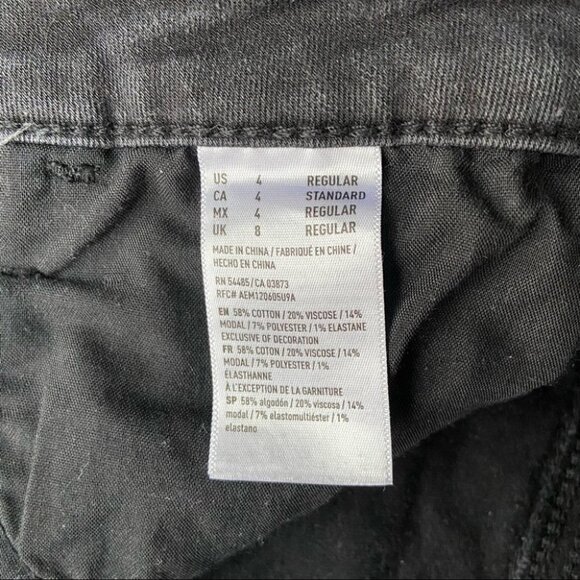 US 4 REGULAR
CA 4 STANDARD
MX 4 REGULAR
UK 8 REGULAR
MADE IN CHINA / FABRIQUÉ EN CHINE /
HECHO EN CHINA
RN 54485/CA 03873
RFC# AEM120605U9A
EN 58% COTTON / 20% VISCOSE / 14%
MODAL / 7% POLYESTER / 1% ELASTANE
EXCLUSIVE OF DECORATION
FR 58% COTTON / 20% VISCOSE / 14%
MODAL / 7% POLYESTER / 1%
ÉLASTHANNE
À L'EXCEPTION DE LA GARNITURE
SP 58% algodón / 20% viscosa / 14%
modal / 7% elastomultiéster / 1%
elastano